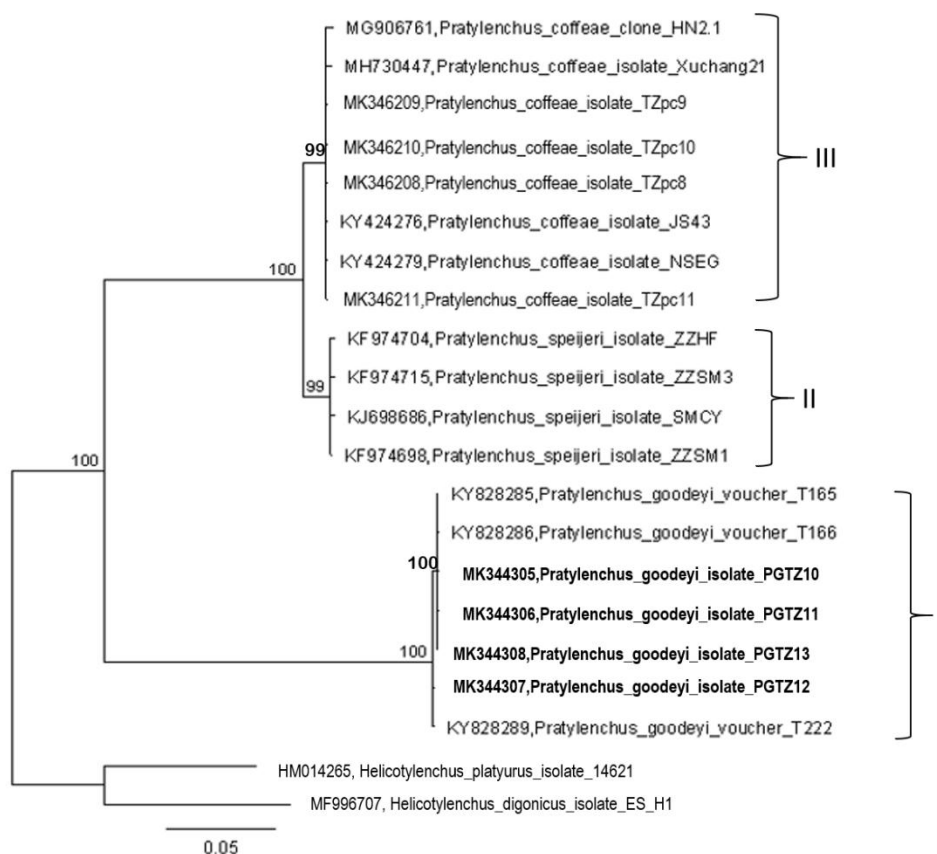 MG906761,Pratylenchus_coffeae_clone_HN2.1
MH730447,Pratylenchus_coffeae_isolate_Xuchang21
MK346209,Pratylenchus_coffeae_isolate_TZpc9
99
MK346210,Pratylenchus_coffeae_isolate_TZpc10
III
MK346208,Pratylenchus_coffeae_isolate_TZpc8
KY424276,Pratylenchus_coffeae_isolate_JS43
100
KY424279,Pratylenchus_coffeae_isolate_NSEG
MK346211,Pratylenchus_coffeae_isolate_TZpc11
KF974704,Pratylenchus_speijeri_isolate_ZZHF
99
KF974715,Pratylenchus_speijeri_isolate_ZZSM3
II
KJ698686,Pratylenchus_speijeri_isolate_SMCY
KF974698,Pratylenchus_speijeri_isolate_ZZSM1
100
KY828285,Pratylenchus_goodeyi_voucher_T165
KY828286,Pratylenchus_goodeyi_voucher_T166
100
MK344305,Pratylenchus_goodeyi_isolate_PGTZ10
MK344306,Pratylenchus_goodeyi_isolate_PGTZ11
100
MK344308,Pratylenchus_goodeyi_isolate_PGTZ13
MK344307,Pratylenchus_goodeyi_isolate_PGTZ12
KY828289,Pratylenchus_goodeyi_voucher_T222
HM014265, Helicotylenchus_platyurus_isolate_14621
MF996707, Helicotylenchus_digonicus_isolate_ES_H1
0.05